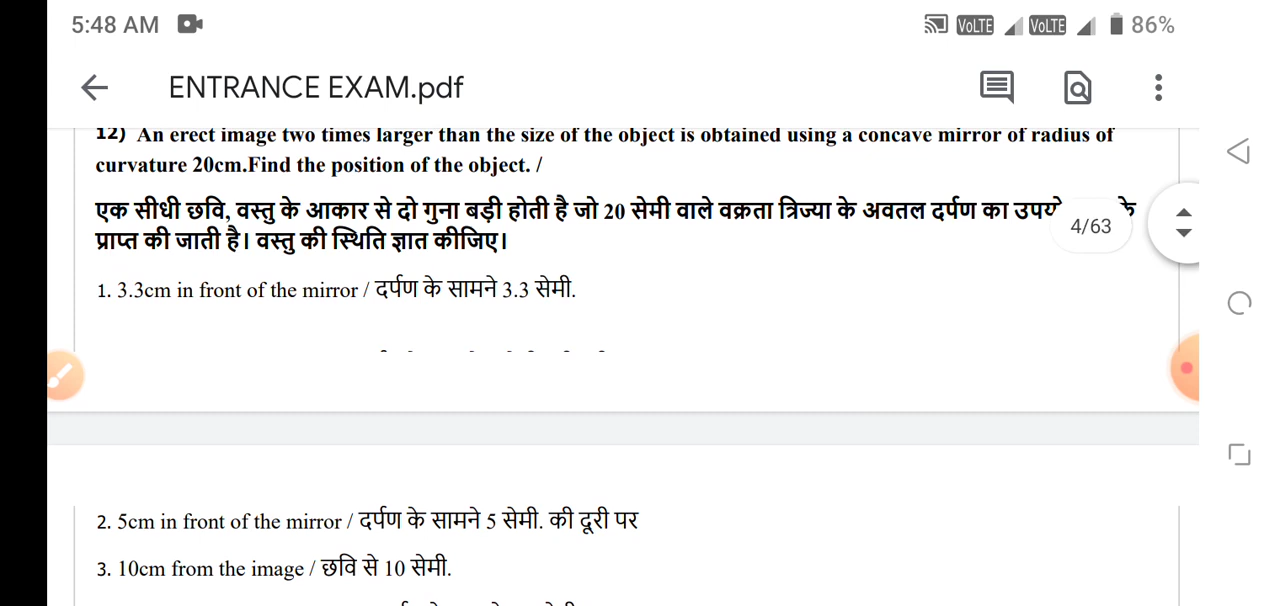 5:48 AM VoLTE VoLTE 86%
ENTRANCE EXAM.pdf
12) An erect image two times larger than the size of the object is obtained using a concave mirror of radius of
curvature 20cm.Find the position of the object. /
एक सीधी छवि, वस्तु के आकार से दो गुना बड़ी होती है जो 20 सेमी वाले वक्रता त्रिज्या के अवतल दर्पण का के
4/63
प्राप्त की जाती है। वस्तु की स्थिति ज्ञात कीजिए।
1. 3.3cm in front of the mirror / दर्पण के सामने 3.3 सेमी.
2. 5cm in front of the mirror / दर्पण के सामने 5 सेमी. की दूरी पर
3. 10cm from the image / छवि से 10 सेमी.